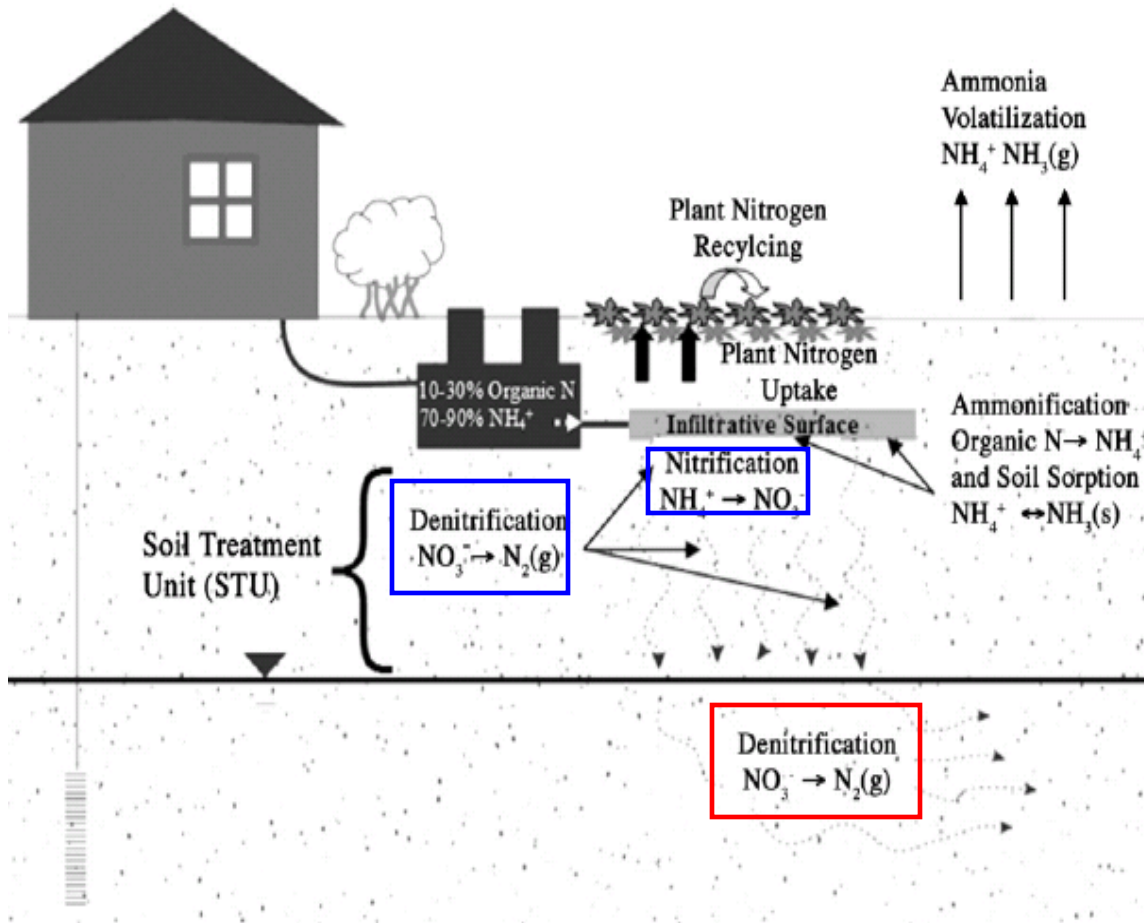 Ammonia
Volatilization
NH₄⁺ NH₃(g)
Plant Nitrogen
Recylcing
Plant Nitrogen
Uptake
10-30% Organic N
70-90% NH₄⁺
Infiltrative Surface
Nitrification
NH₄⁺ → NO₃⁻
Ammonification
Organic N→ NH₄⁺
and Soil Sorption
NH₄⁺ ↔NH₃(s)
Denitrification
NO₃⁻→ N₂(g)
Soil Treatment
Unit (STU)
Denitrification
NO₃ → N₂(g)